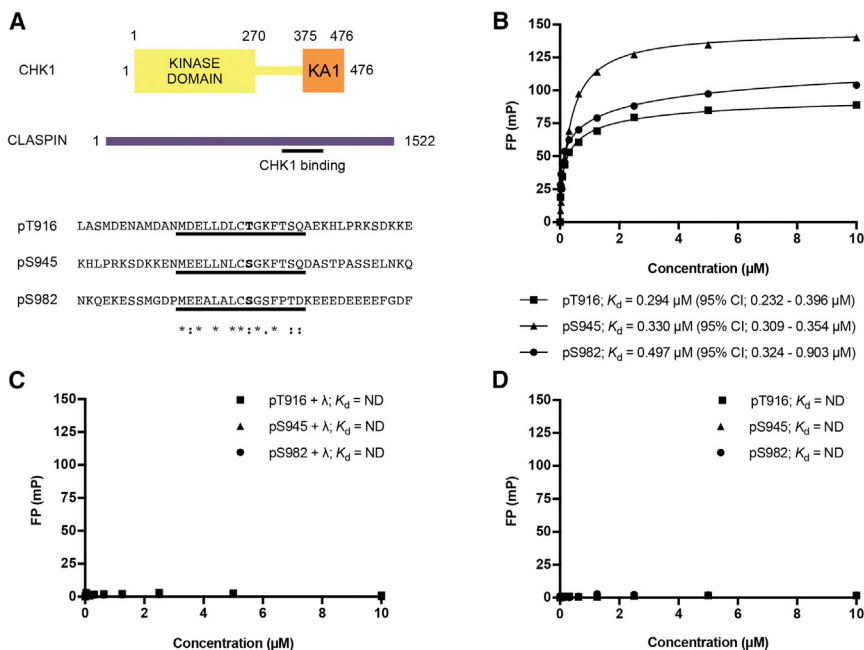 A
1 270 375 476
CHK1 1 KINASE DOMAIN KA1 476
CLASPIN 1 1522
CHK1 binding
pT916 LASMDENAMDANMDELLDLCTGKFTSQAEKHLPRKSDKKE
pS945 KHLPRKSDKKENMEELLNLCSGKFTSQDASTPASSELNKQ
pS982 NKQEKESSMGDPMEEALALCSGSFPTDKEEEDEEEEFGDF
*:* * **:*.* ::
B
FP (mP)
150
125
100
75
50
25
0
0 2 4 6 8 10
Concentration (µM)
pT916; Kd = 0.294 µM (95% CI; 0.232 - 0.396 µM)
pS945; Kd = 0.330 µM (95% CI; 0.309 - 0.354 µM)
pS982; Kd = 0.497 µM (95% CI; 0.324 - 0.903 µM)
C
pT916 + λ; Kd = ND
pS945 + λ; Kd = ND
pS982 + λ; Kd = ND
FP (mP)
150
125
100
75
50
25
0
0 2 4 6 8 10
Concentration (µM)
D
pT916; Kd = ND
pS945; Kd = ND
pS982; Kd = ND
FP (mP)
150
125
100
75
50
25
0
0 2 4 6 8 10
Concentration (µM)